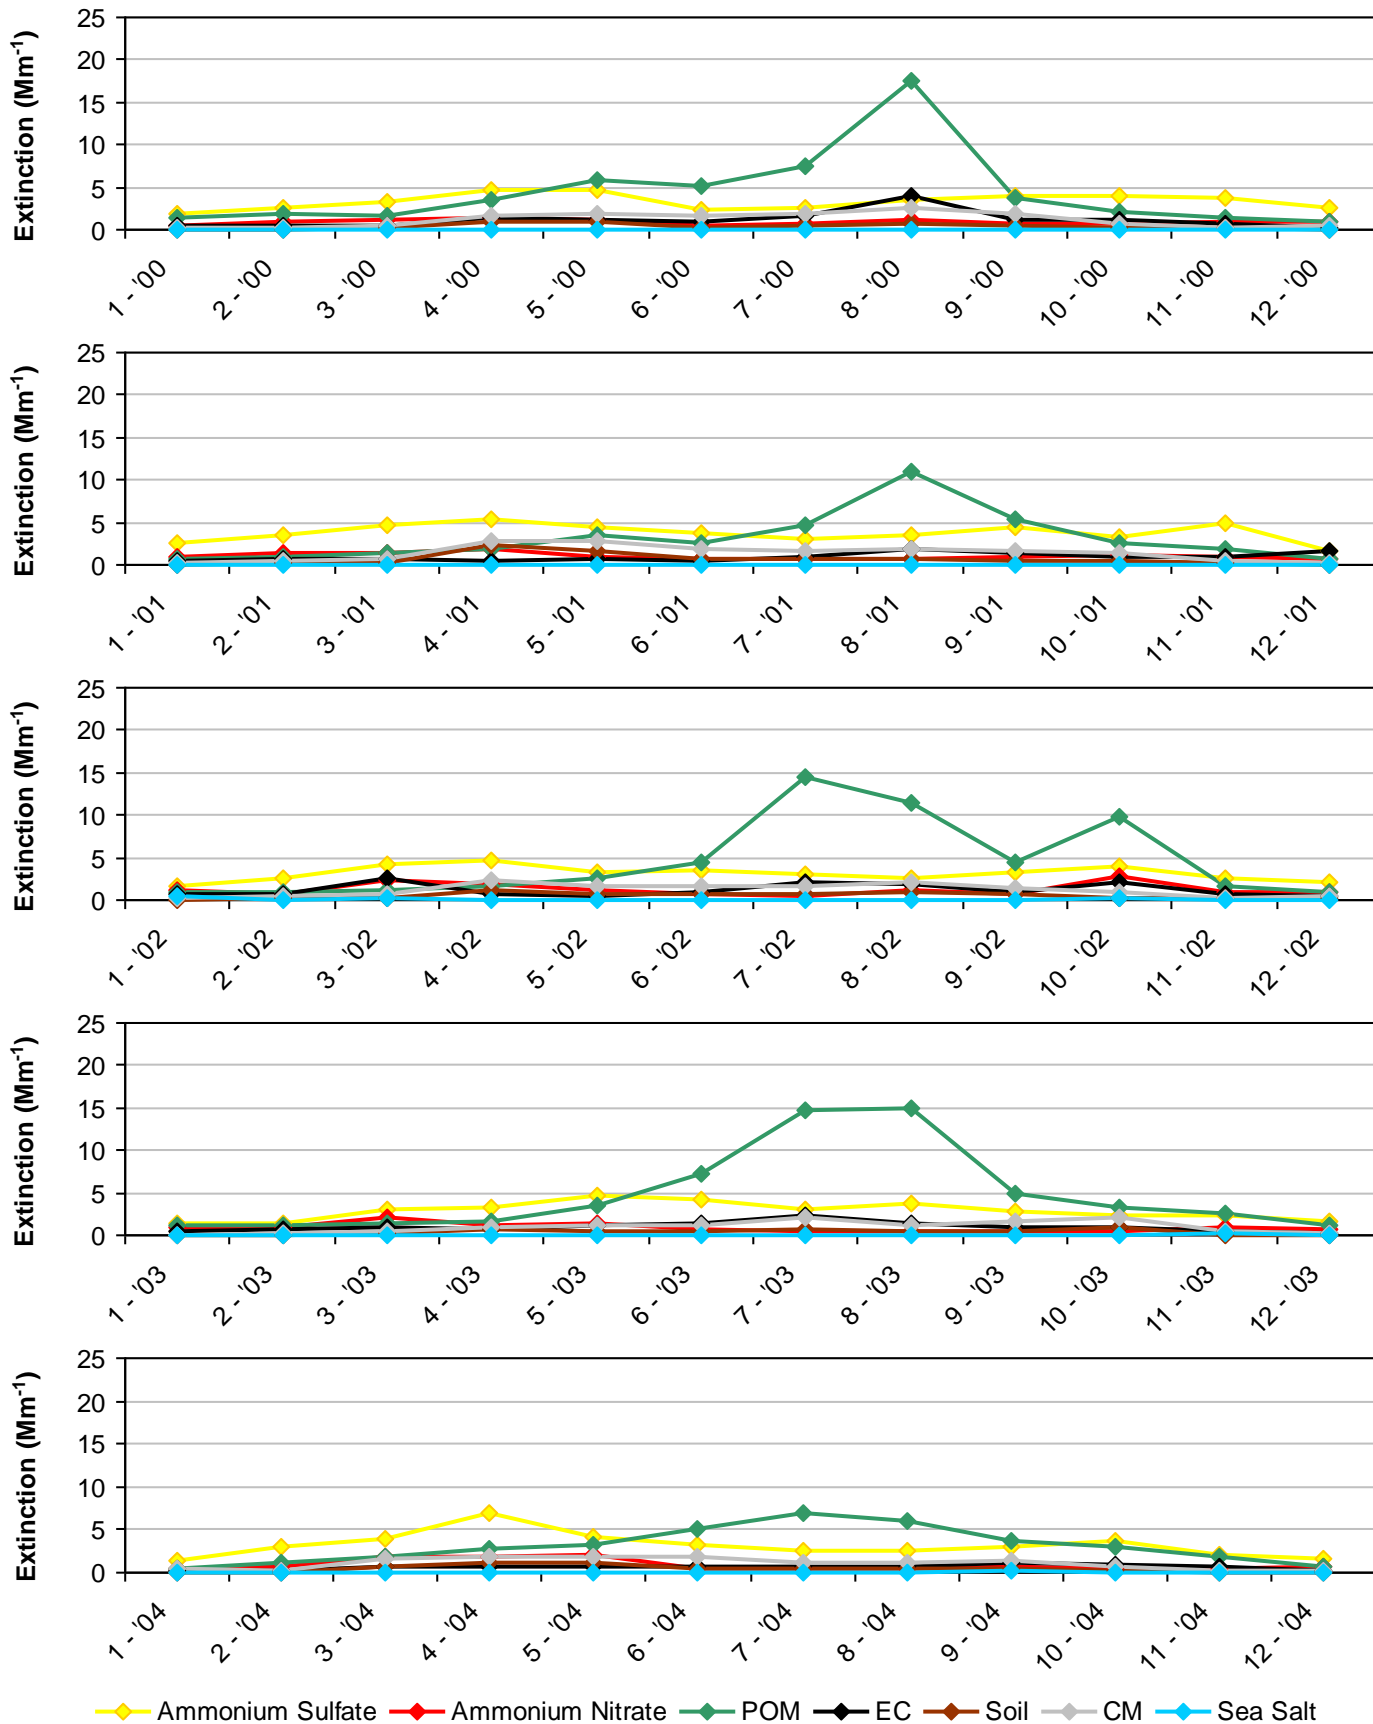 Extinction (Mm-1)
25
20
15
10
5
0
1 - '00
2 - '00
3 - '00
4 - '00
5 - '00
6 - '00
7 - '00
8 - '00
9 - '00
10 - '00
11 - '00
12 - '00
Extinction (Mm-1)
25
20
15
10
5
0
1 - '01
2 - '01
3 - '01
4 - '01
5 - '01
6 - '01
7 - '01
8 - '01
9 - '01
10 - '01
11 - '01
12 - '01
Extinction (Mm-1)
25
20
15
10
5
0
1 - '02
2 - '02
3 - '02
4 - '02
5 - '02
6 - '02
7 - '02
8 - '02
9 - '02
10 - '02
11 - '02
12 - '02
Extinction (Mm-1)
25
20
15
10
5
0
1 - '03
2 - '03
3 - '03
4 - '03
5 - '03
6 - '03
7 - '03
8 - '03
9 - '03
10 - '03
11 - '03
12 - '03
Extinction (Mm-1)
25
20
15
10
5
0
1 - '04
2 - '04
3 - '04
4 - '04
5 - '04
6 - '04
7 - '04
8 - '04
9 - '04
10 - '04
11 - '04
12 - '04
Ammonium Sulfate Ammonium Nitrate POM EC Soil CM Sea Salt